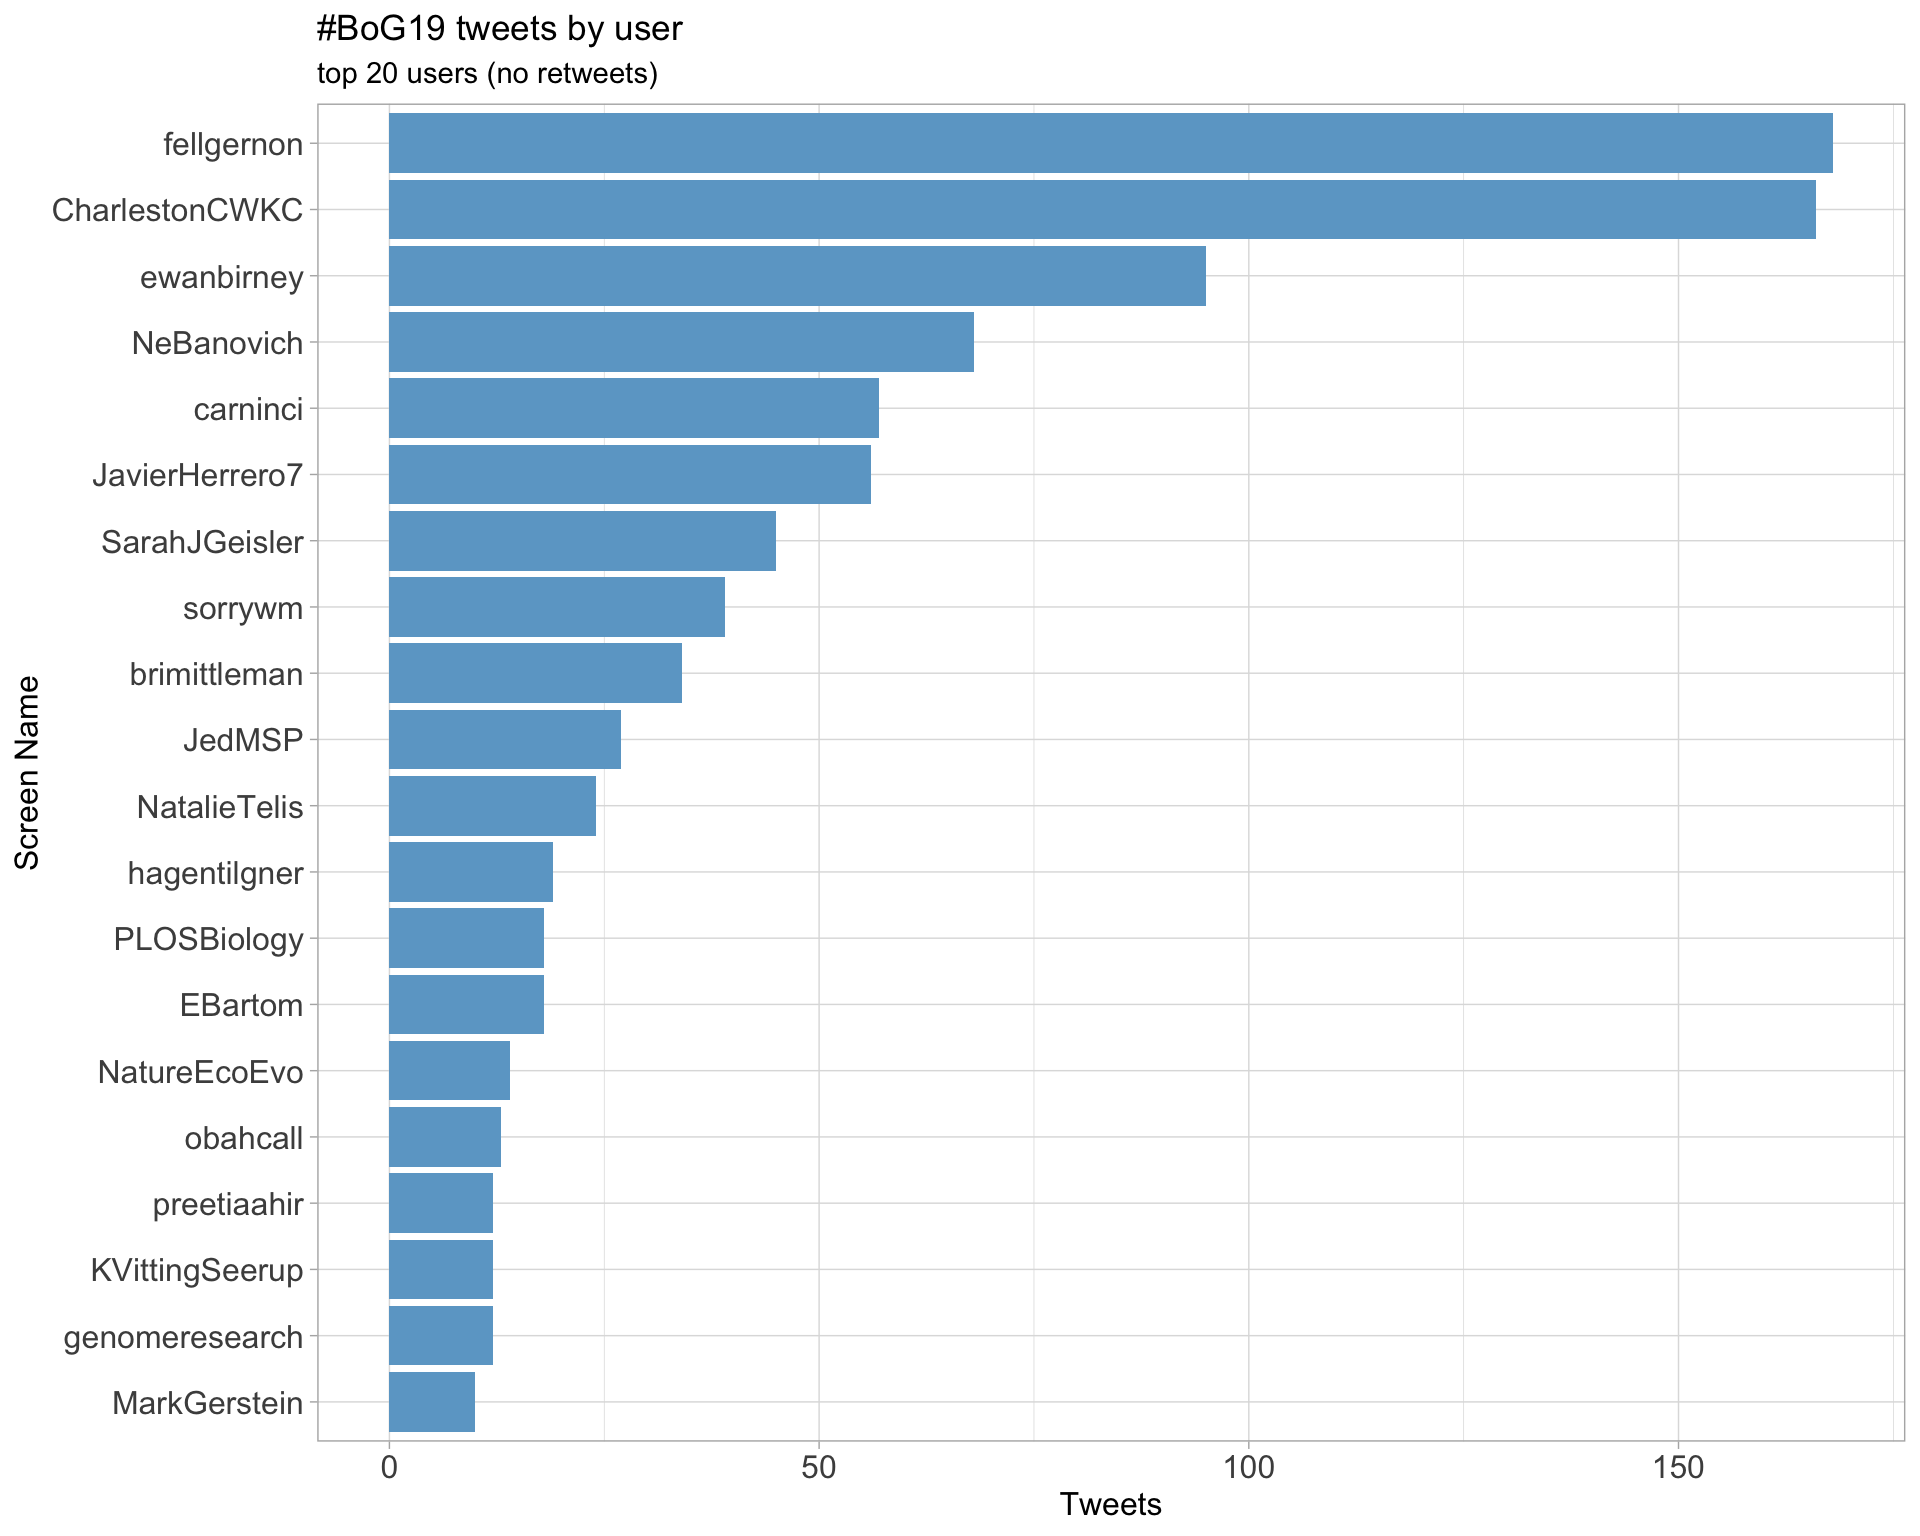 #BoG19 tweets by user
top 20 users (no retweets)
fellgernon
CharlestonCWKC
ewanbirney
NeBanovich
carninci
JavierHerrero7
SarahJGeisler
sorrywm
brimittleman
JedMSP
NatalieTelis
hagentilgner
PLOSBiology
EBartom
NatureEcoEvo
obahcall
preetiaahir
KVittingSeerup
genomeresearch
MarkGerstein
Screen Name
0 50 100 150
Tweets